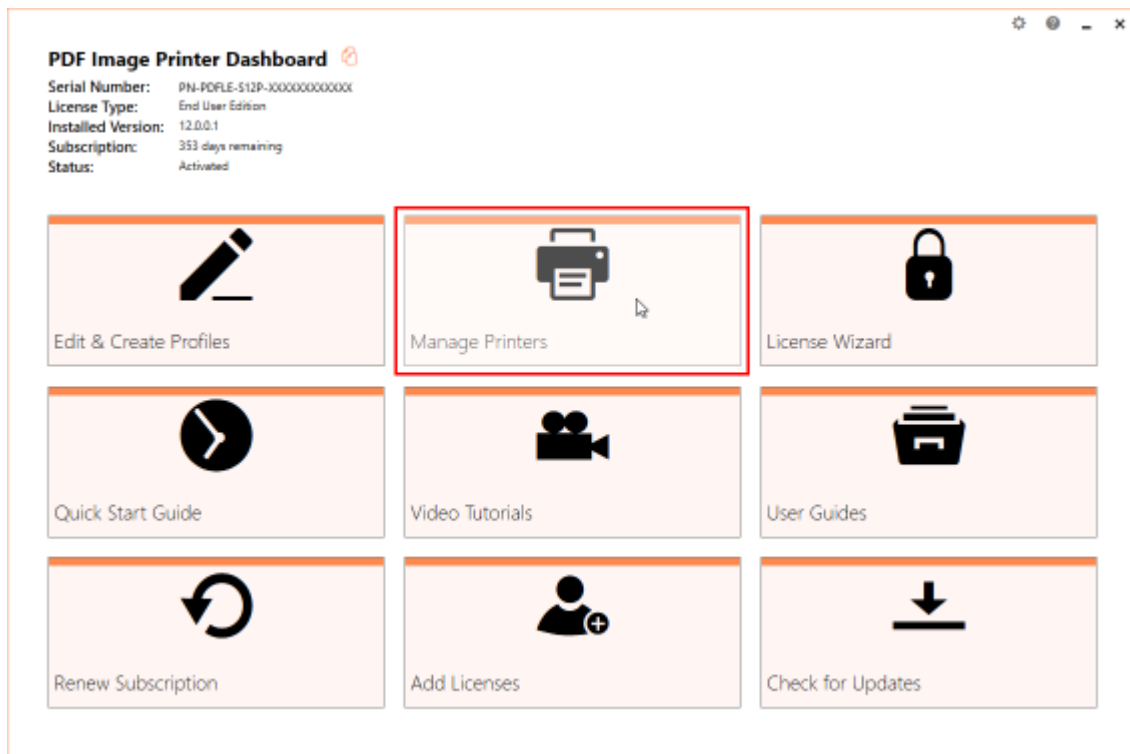 PDF Image Printer Dashboard
Serial Number: PN-PDFLE-S12P-XXXXXXXXXXXX
License Type: End User Edition
Installed Version: 12.0.0.1
Subscription: 353 days remaining
Status: Activated
Edit & Create Profiles
Manage Printers
License Wizard
Quick Start Guide
Video Tutorials
User Guides
Renew Subscription
Add Licenses
Check for Updates